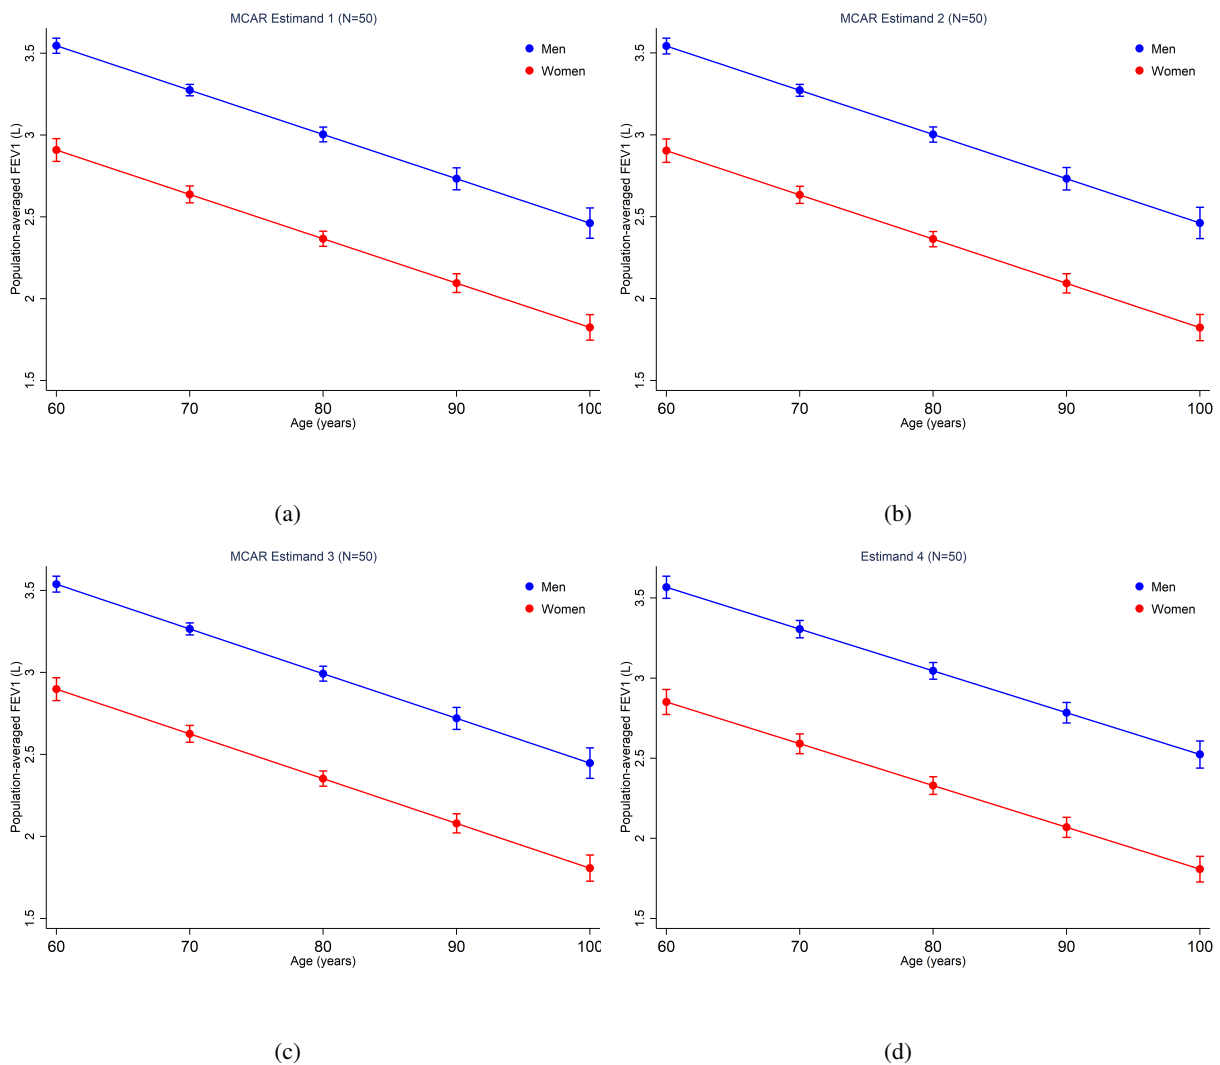 MCAR Estimand 1 (N=50)
Population-averaged FEV1 (L)
3.5
3
2.5
2
1.5
Men
Women
60 70 80 90 100
Age (years)
(a)
MCAR Estimand 2 (N=50)
Population-averaged FEV1 (L)
3.5
3
2.5
2
1.5
Men
Women
60 70 80 90 100
Age (years)
(b)
MCAR Estimand 3 (N=50)
Population-averaged FEV1 (L)
3.5
3
2.5
2
1.5
Men
Women
60 70 80 90 100
Age (years)
(c)
Estimand 4 (N=50)
Population-averaged FEV1 (L)
3.5
3
2.5
2
1.5
Men
Women
60 70 80 90 100
Age (years)
(d)